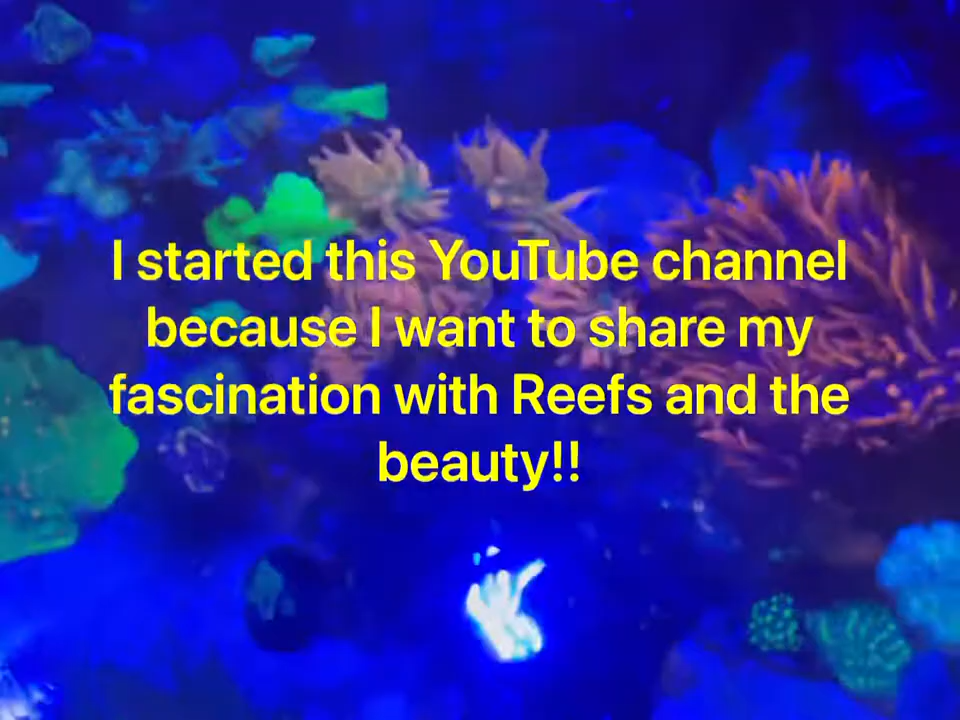 I started this YouTube channel
because I want to share my
fascination with Reefs and the
beauty!!